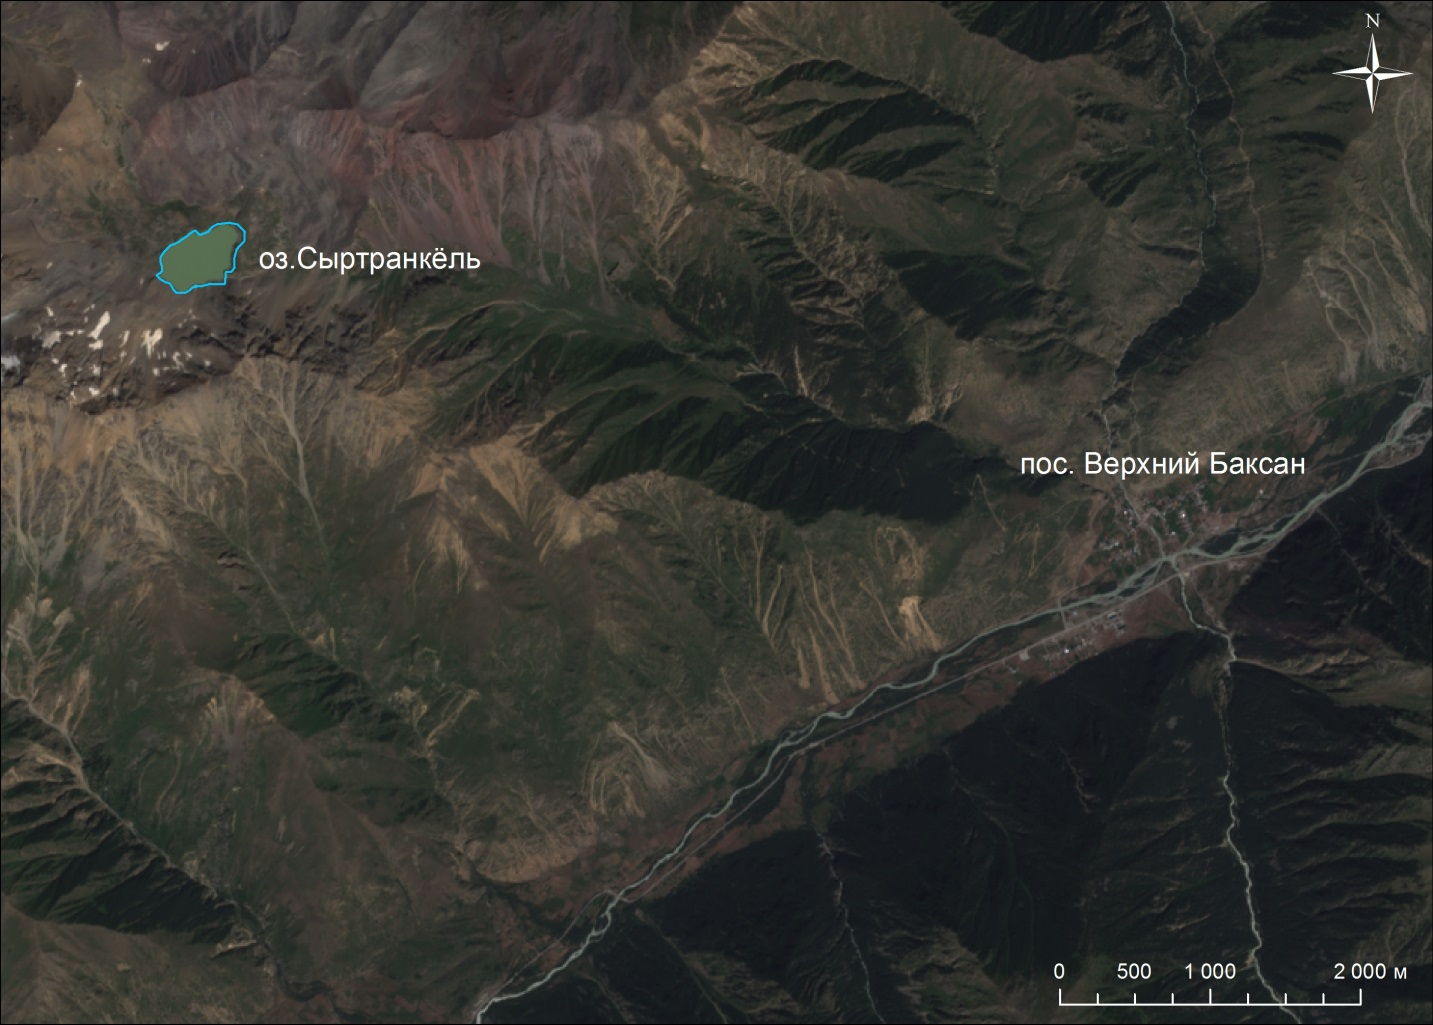 N
оз.Сыртранкёль
пос. Верхний Баксан
0 500 1 000 2 000 м